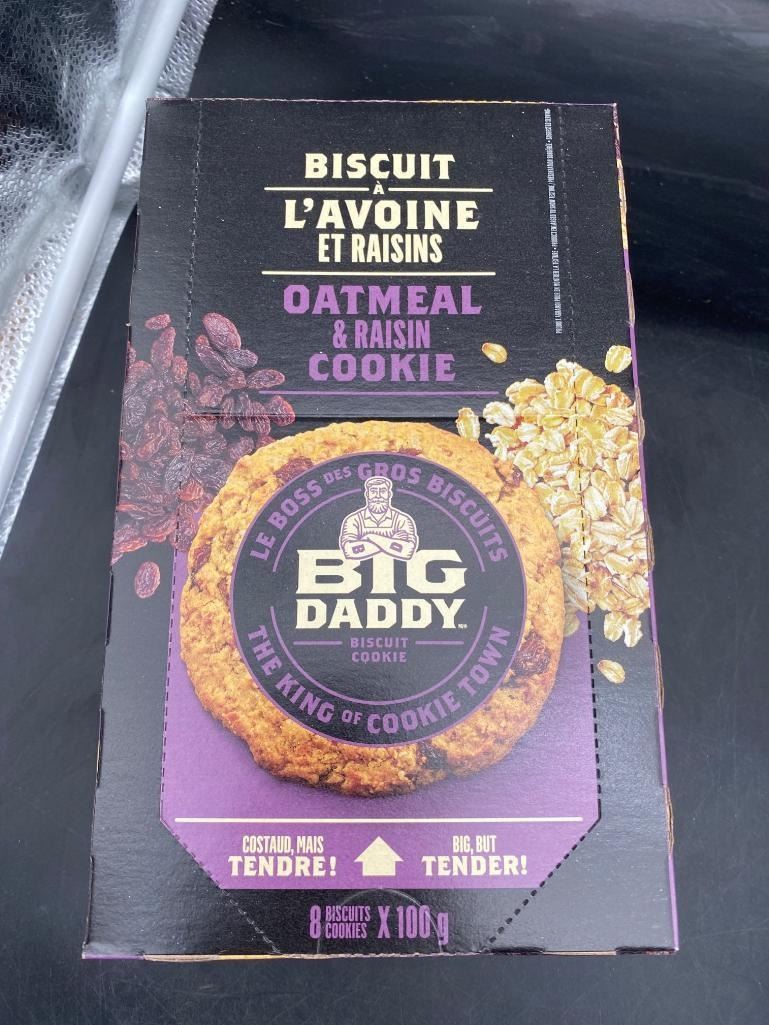 BISCUIT
À
L'AVOINE
ET RAISINS
OATMEAL
& RAISIN
COOKIE
LE BOSS DES GROS BISCUITS
B D
BIG
DADDY
BISCUIT
COOKIE
THE KING OF COOKIE TOWN
COSTAUD, MAIS
TENDRE!
BIG, BUT
TENDER!
8 BISCUITS
COOKIES X 100 g